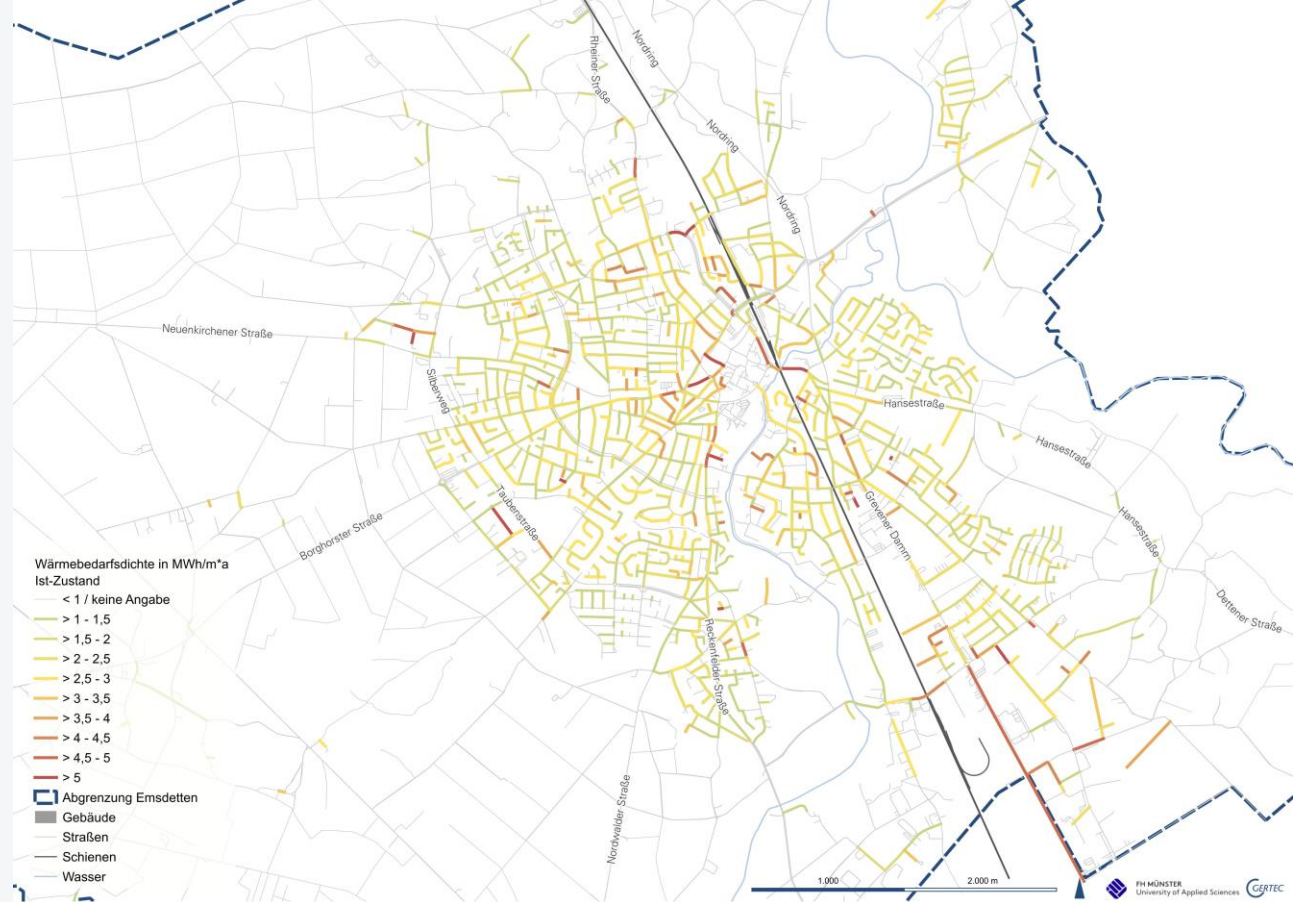 Rheiner Straße
Nordring
Nordring
Nordring
Neuenkirchener Straße
Silberweg
Hansestraße
Hansestraße
Hansestraße
Taubenstraße
Grevener Damm
Borghorster Straße
Dettener Straße
Reckenfelder Straße
Nordwalder Straße
Wärmebedarfsdichte in MWh/m*a
Ist-Zustand
< 1 / keine Angabe
> 1 - 1,5
> 1,5 - 2
> 2 - 2,5
> 2,5 - 3
> 3 - 3,5
> 3,5 - 4
> 4 - 4,5
> 4,5 - 5
> 5
Abgrenzung Emsdetten
Gebäude
Straßen
Schienen
Wasser
1.000
2.000 m
FH MÜNSTER
University of Applied Sciences
GERTEC